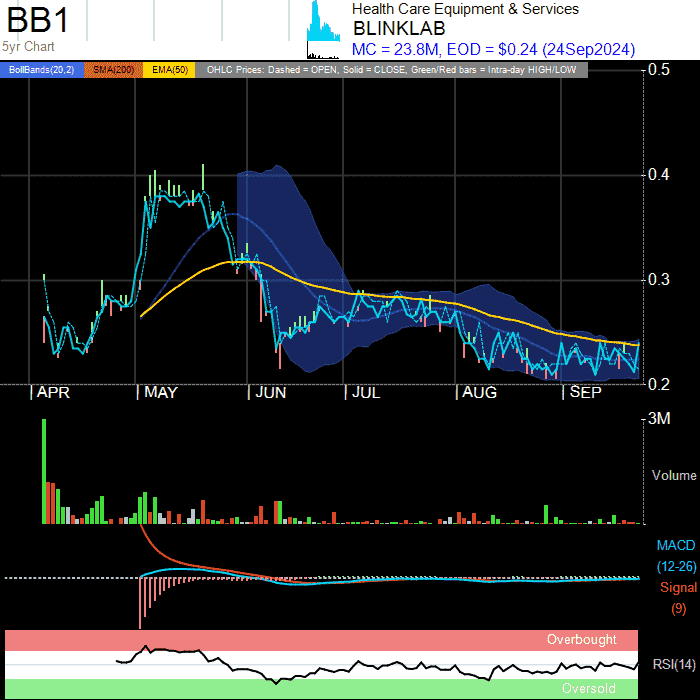 BB1
5yr Chart
Health Care Equipment & Services
BLINKLAB
MC = 23.8M, EOD = $0.24 (24Sep2024)
BollBands(20,2) SMA(200) EMA(50) OHLC Prices: Dashed = OPEN, Solid = CLOSE, Green/Red bars = Intra-day HIGH/LOW
0.5
0.4
0.3
0.2
APR MAY JUN JUL AUG SEP
3M
Volume
MACD
(12-26)
Signal
(9)
Overbought
RSI(14)
Oversold